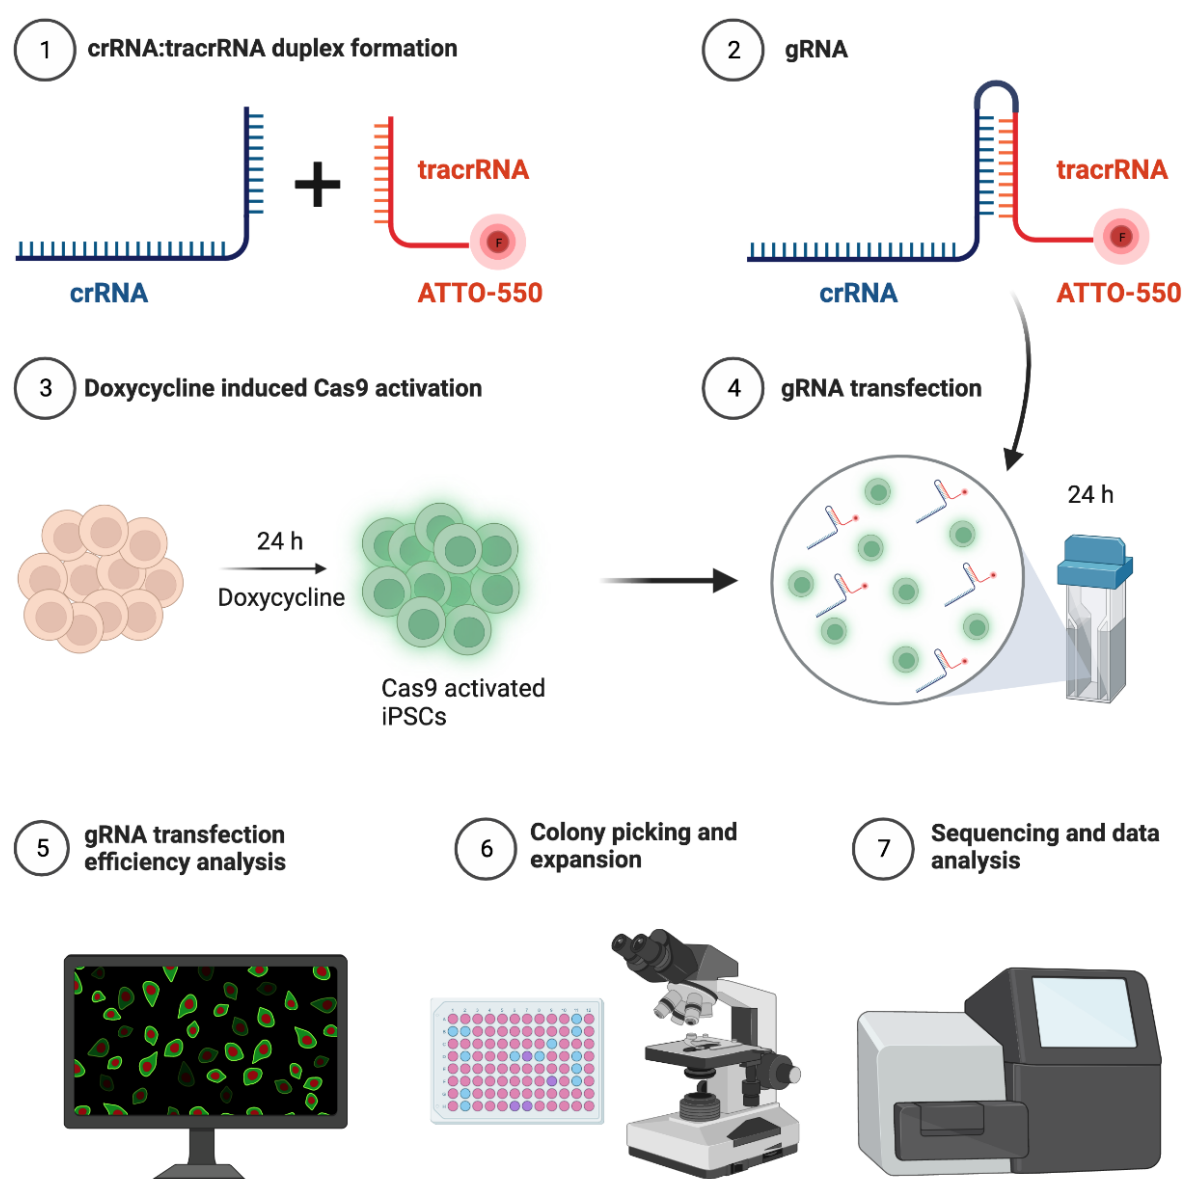 1
crRNA:tracrRNA duplex formation
tracrRNA
F
crRNA
ATTO-550
2
gRNA
tracrRNA
F
crRNA
ATTO-550
3
Doxycycline induced Cas9 activation
24 h
Doxycycline
Cas9 activated
iPSCs
4
gRNA transfection
24 h
5
gRNA transfection
efficiency analysis
6
Colony picking and
expansion
7
Sequencing and data
analysis